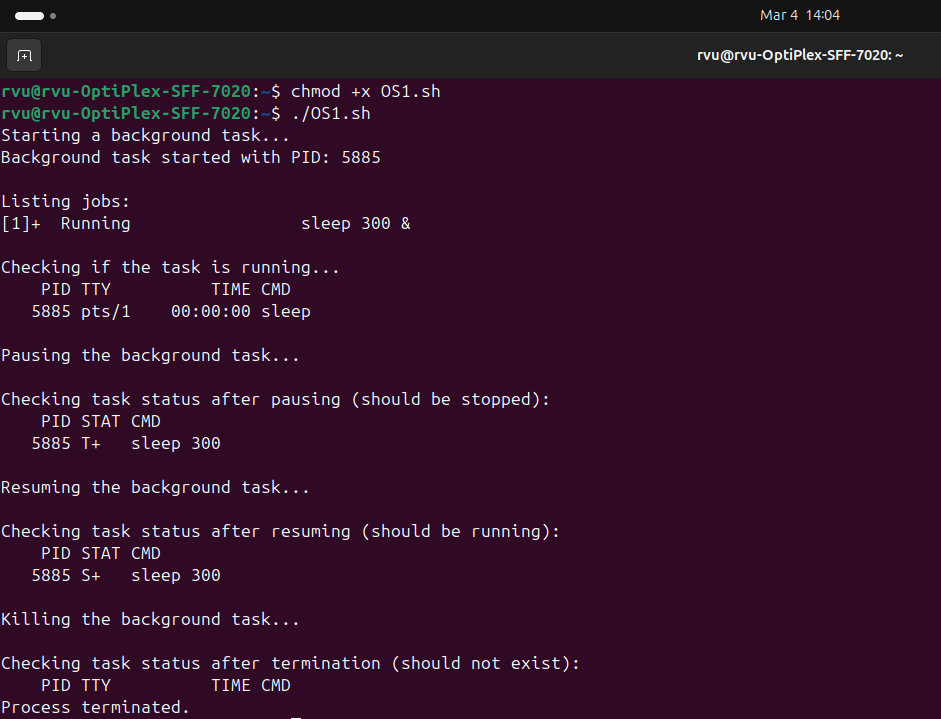 Mar 4 14:04
rvu@rvu-OptiPlex-SFF-7020: ~
rvu@rvu-OptiPlex-SFF-7020:~$ chmod +x OS1.sh
rvu@rvu-OptiPlex-SFF-7020:~$ ./OS1.sh
Starting a background task...
Background task started with PID: 5885
Listing jobs:
[1]+  Running                 sleep 300 &
Checking if the task is running...
    PID TTY          TIME CMD
   5885 pts/1    00:00:00 sleep
Pausing the background task...
Checking task status after pausing (should be stopped):
    PID STAT CMD
   5885 T+   sleep 300
Resuming the background task...
Checking task status after resuming (should be running):
    PID STAT CMD
   5885 S+   sleep 300
Killing the background task...
Checking task status after termination (should not exist):
    PID TTY          TIME CMD
Process terminated.